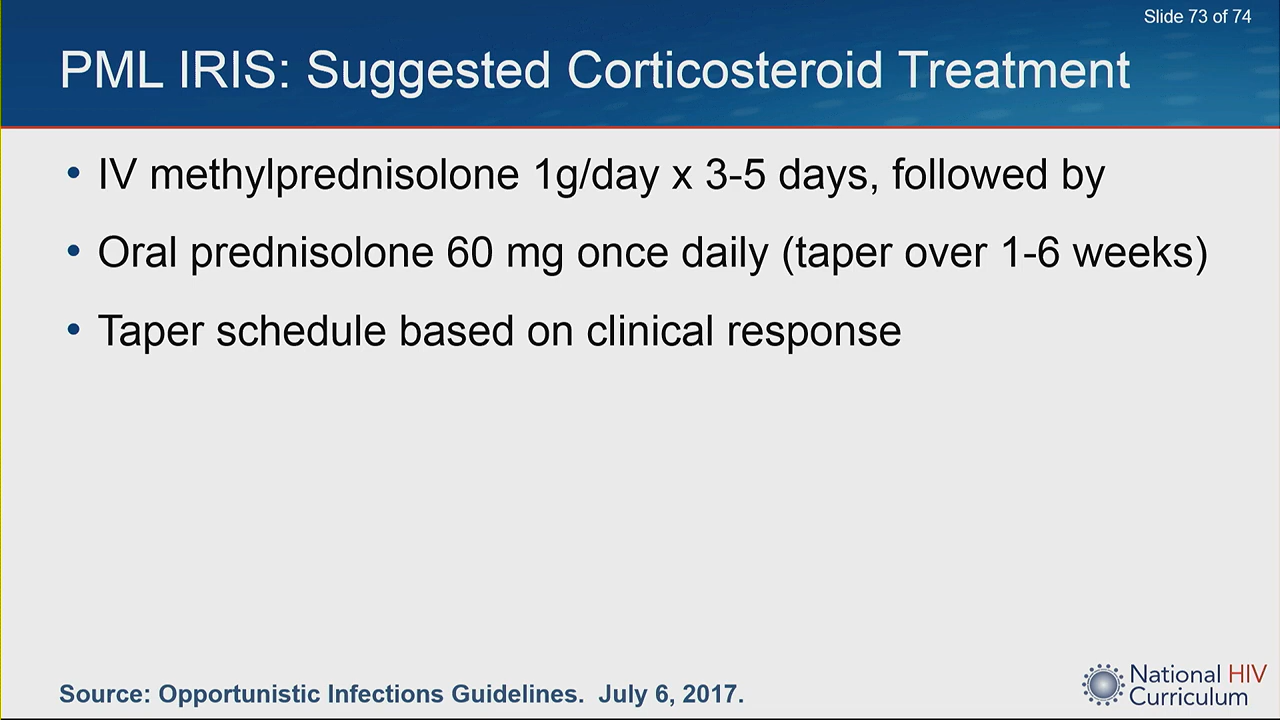 Slide 73 of 74
PML IRIS: Suggested Corticosteroid Treatment
• IV methylprednisolone 1g/day x 3-5 days, followed by
• Oral prednisolone 60 mg once daily (taper over 1-6 weeks)
• Taper schedule based on clinical response
Source: Opportunistic Infections Guidelines.  July 6, 2017.
National HIV
Curriculum